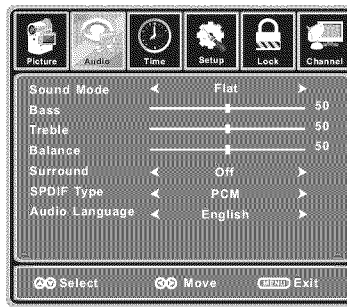 Picture Audio Time Setup Lock Channel
Sound Mode Flat
Bass 50
Treble 50
Balance 50
Surround Off
SPDIF Type PCM
Audio Language English
Select Move MENU Exit